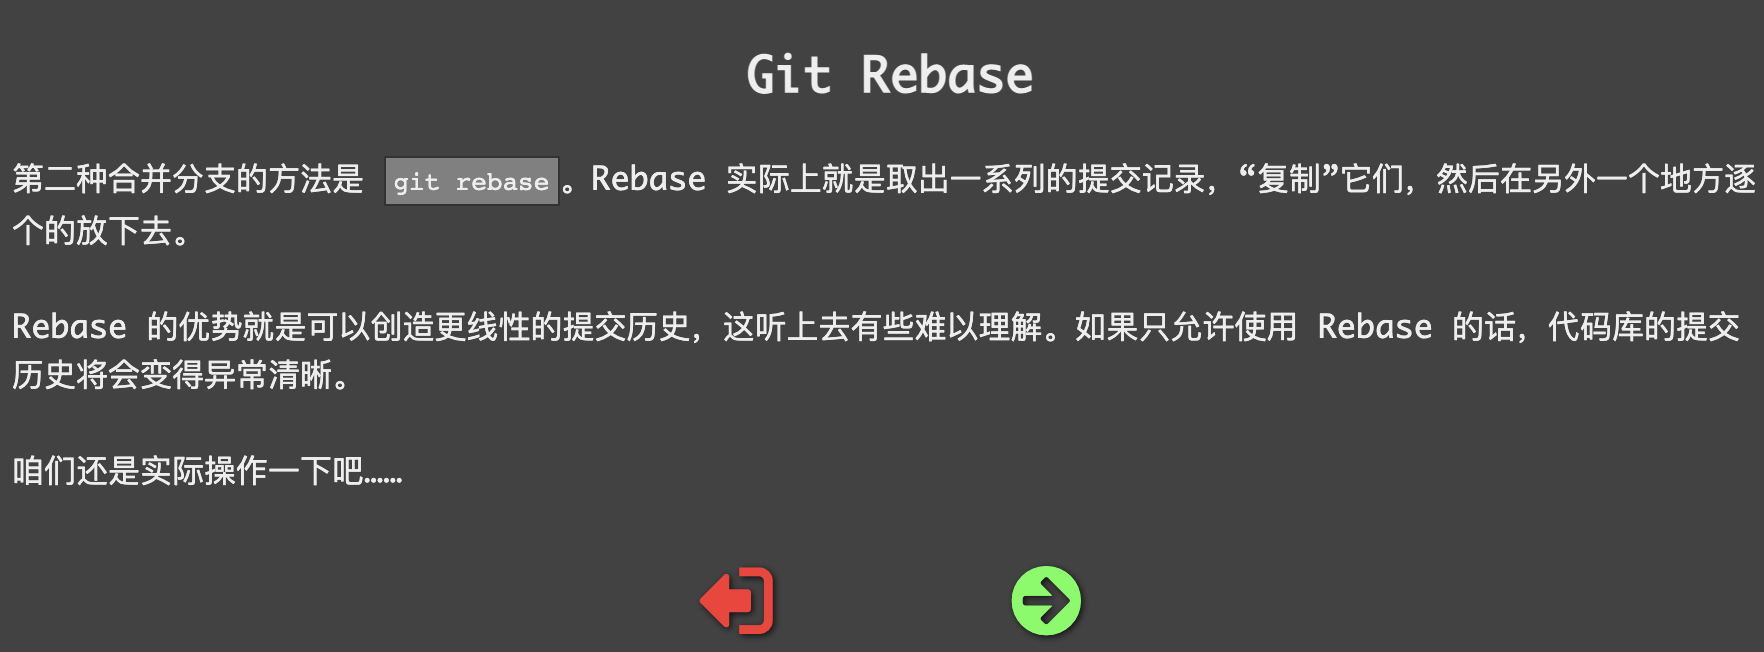 Git Rebase
第二种合并分支的方法是 git rebase。Rebase 实际上就是取出一系列的提交记录，“复制”它们，然后在另外一个地方逐
个的放下去。
Rebase 的优势就是可以创造更线性的提交历史，这听上去有些难以理解。如果只允许使用 Rebase 的话，代码库的提交
历史将会变得异常清晰。
咱们还是实际操作一下吧……